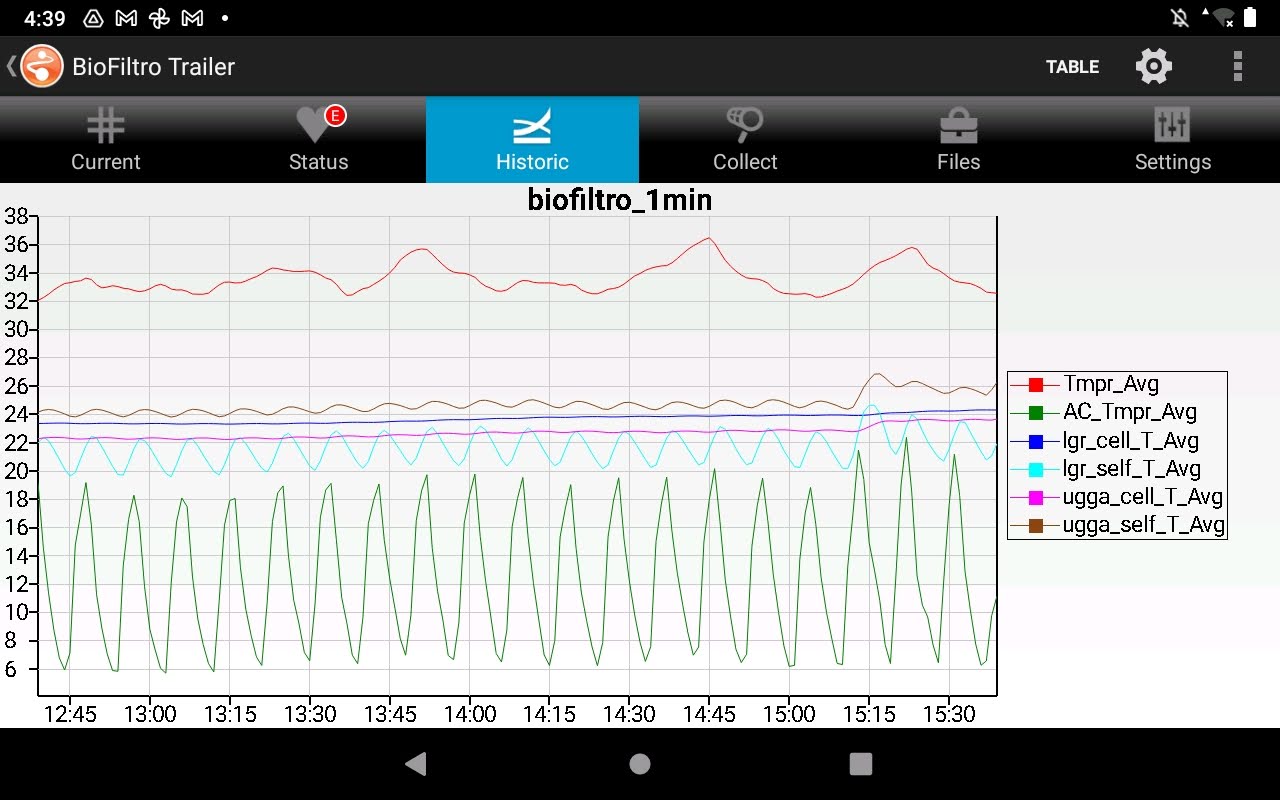 4:39
BioFiltro Trailer
TABLE
E
Current
Status
Historic
Collect
Files
Settings
biofiltro_1min
38
36
34
32
30
28
26
24
22
20
18
16
14
12
10
8
6
12:45 13:00 13:15 13:30 13:45 14:00 14:15 14:30 14:45 15:00 15:15 15:30
Tmpr_Avg
AC_Tmpr_Avg
lgr_cell_T_Avg
lgr_self_T_Avg
ugga_cell_T_Avg
ugga_self_T_Avg